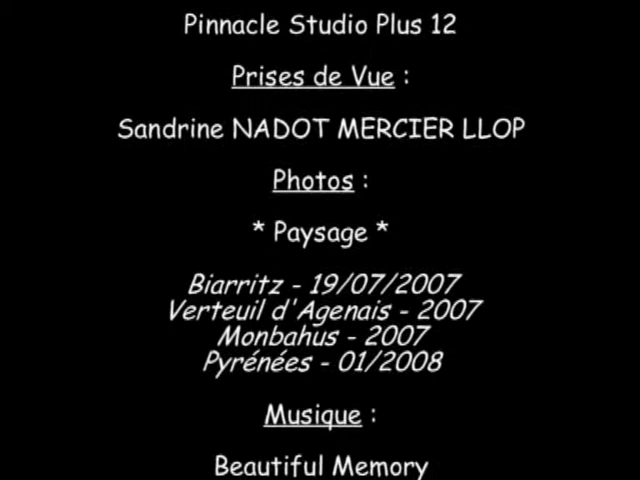 Pinnacle Studio Plus 12
Prises de Vue :
Sandrine NADOT MERCIER LLOP
Photos :
* Paysage *
Biarritz - 19/07/2007
Verteuil d'Agenais - 2007
Monbahus - 2007
Pyrénées - 01/2008
Musique :
Beautiful Memory